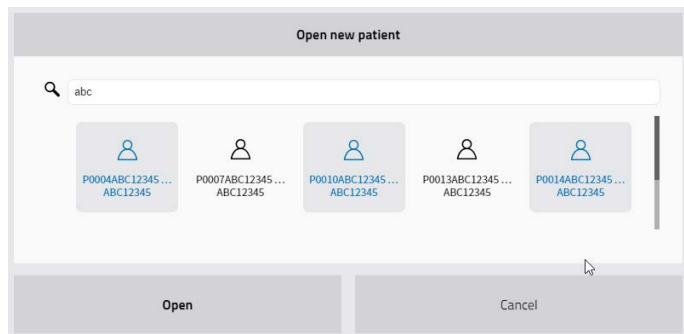 Open new patient
abc
P0004ABC12345... P0007ABC12345... P0010ABC12345... P0013ABC12345... P0014ABC12345...
ABC12345 ABC12345 ABC12345 ABC12345 ABC12345
Open Cancel